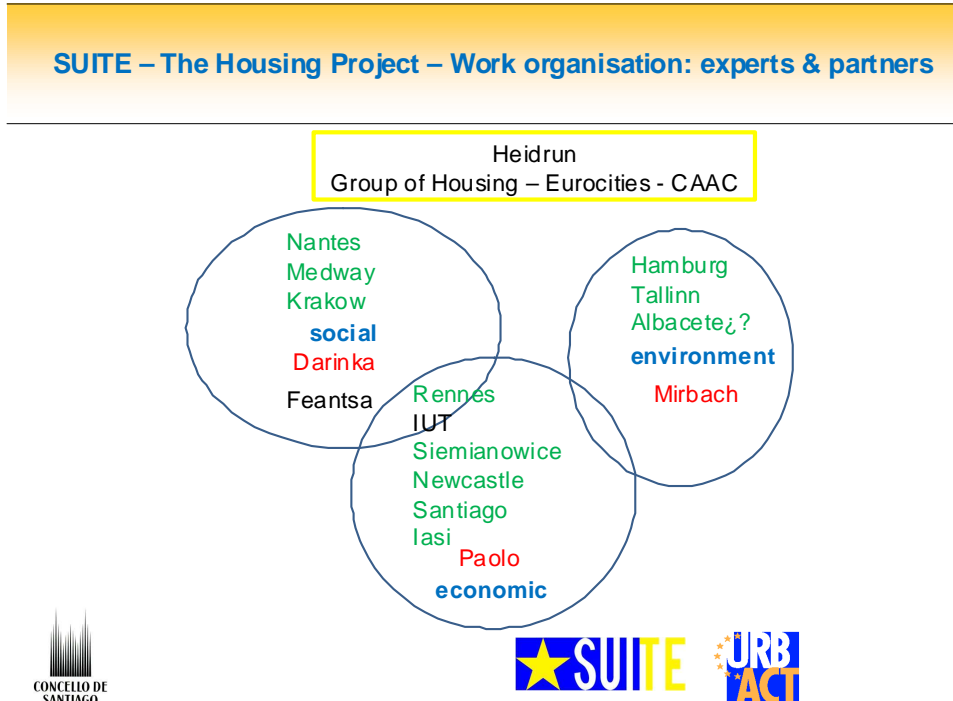 SUITE – The Housing Project – Work organisation: experts & partners
Heidrun
Group of Housing – Eurocities - CAAC
Nantes
Medway
Krakow
social
Darinka
Feantsa
Hamburg
Tallinn
Albacete¿?
environment
Mirbach
Rennes
IUT
Siemianowice
Newcastle
Santiago
Iasi
Paolo
economic
CONCELLO DE
SANTIAGO
SUITE
URB
ACT